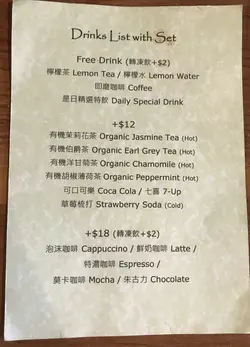 Drinks List with Set
Free Drink (轉凍飲+$2)
檸檬茶 Lemon Tea / 檸檬水 Lemon Water
即磨咖啡 Coffee
是日精選特飲 Daily Special Drink
+$12
有機茉莉花茶 Organic Jasmine Tea (Hot)
有機伯爵茶 Organic Earl Grey Tea (Hot)
有機洋甘菊茶 Organic Chamomile (Hot)
有機胡椒薄荷茶 Organic Peppermint (Hot)
可口可樂 Coca Cola / 七喜 7-Up
草莓梳打 Strawberry Soda (Cold)
+$18 (轉凍飲+$2)
泡沫咖啡 Cappuccino / 鮮奶咖啡 Latte /
特濃咖啡 Espresso /
莫卡咖啡 Mocha / 朱古力 Chocolate